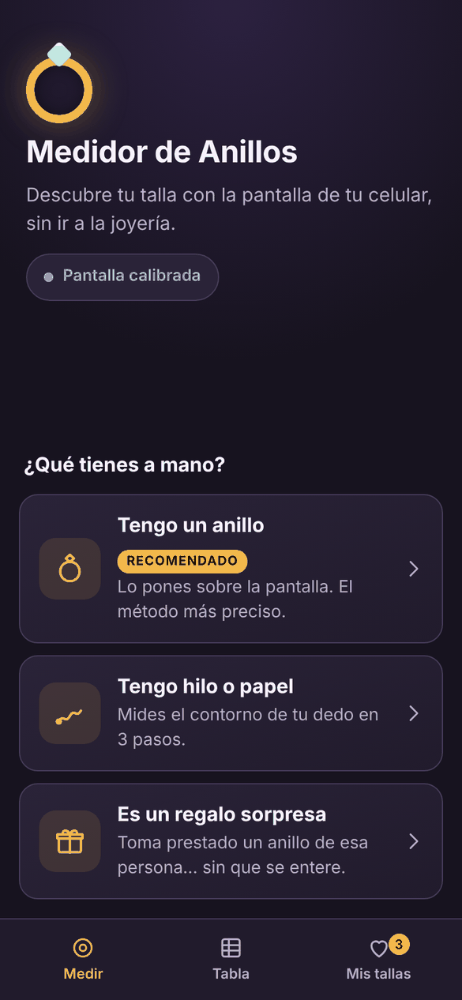 Medidor de Anillos
Descubre tu talla con la pantalla de tu celular,
sin ir a la joyería.
Pantalla calibrada
¿Qué tienes a mano?
Tengo un anillo
RECOMENDADO
Lo pones sobre la pantalla. El
método más preciso.
Tengo hilo o papel
Mides el contorno de tu dedo en
3 pasos.
Es un regalo sorpresa
Toma prestado un anillo de esa
persona... sin que se entere.
3
Medir
Tabla
Mis tallas